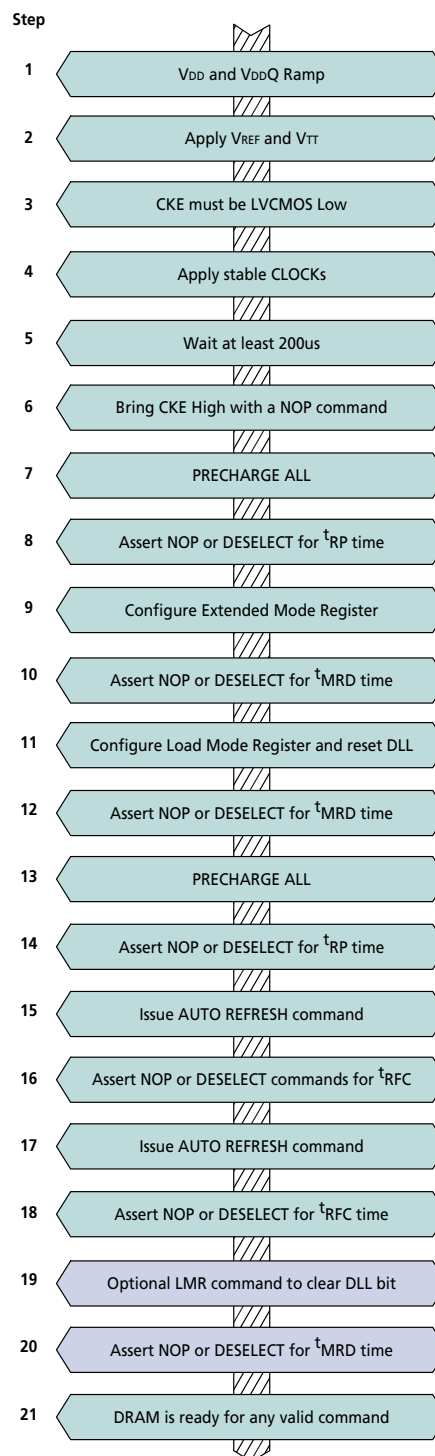 Step
1 VDD and VDDQ Ramp
2 Apply VREF and VTT
3 CKE must be LVCMOS Low
4 Apply stable CLOCKs
5 Wait at least 200us
6 Bring CKE High with a NOP command
7 PRECHARGE ALL
8 Assert NOP or DESELECT for tRP time
9 Configure Extended Mode Register
10 Assert NOP or DESELECT for tMRD time
11 Configure Load Mode Register and reset DLL
12 Assert NOP or DESELECT for tMRD time
13 PRECHARGE ALL
14 Assert NOP or DESELECT for tRP time
15 Issue AUTO REFRESH command
16 Assert NOP or DESELECT commands for tRFC
17 Issue AUTO REFRESH command
18 Assert NOP or DESELECT for tRFC time
19 Optional LMR command to clear DLL bit
20 Assert NOP or DESELECT for tMRD time
21 DRAM is ready for any valid command